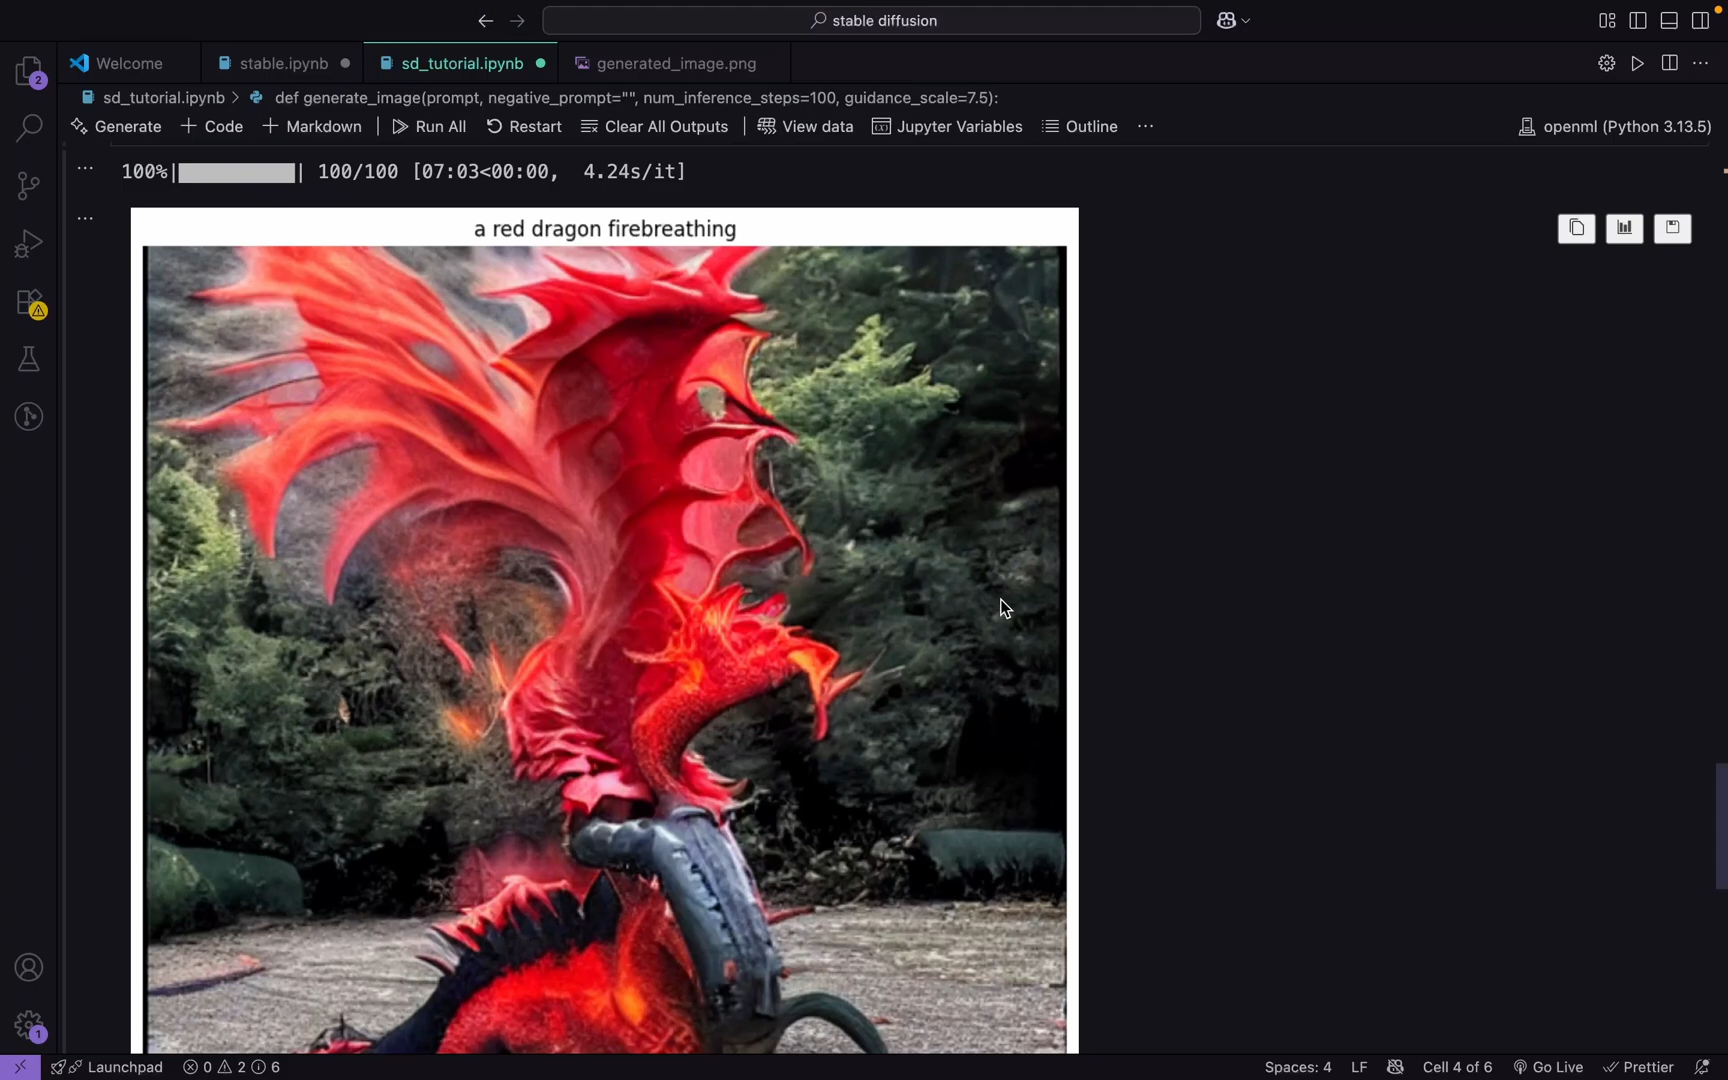 stable diffusion
Welcome
stable.ipynb
sd_tutorial.ipynb
generated_image.png
sd_tutorial.ipynb > def generate_image(prompt, negative_prompt="", num_inference_steps=100, guidance_scale=7.5):
Generate + Code + Markdown | Run All Restart Clear All Outputs | View data Jupyter Variables Outline ··· openml (Python 3.13.5)
100%| | 100/100 [07:03<00:00, 4.24s/it]
a red dragon firebreathing
2
1
Launchpad 0 2 6 Spaces: 4 LF Cell 4 of 6 Go Live Prettier